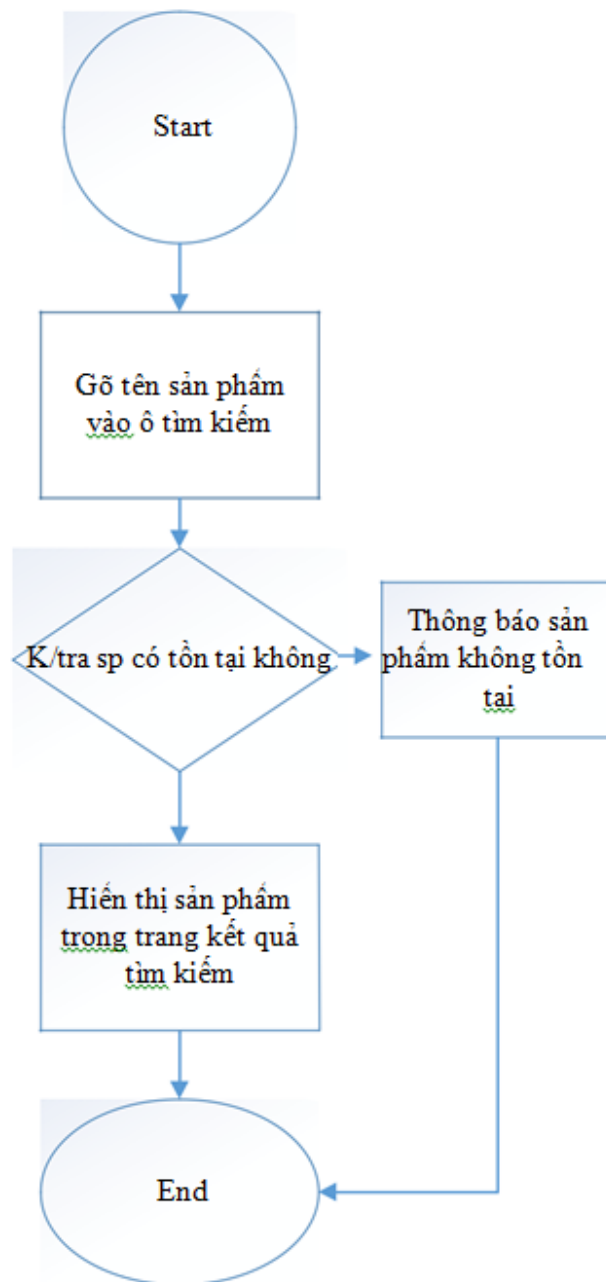 Start
Gõ tên sản phẩm
vào ô tìm kiếm
K/tra sp có tồn tại không
Thông báo sản
phẩm không tồn
tai
Hiển thị sản phẩm
trong trang kết quả
tìm kiếm
End